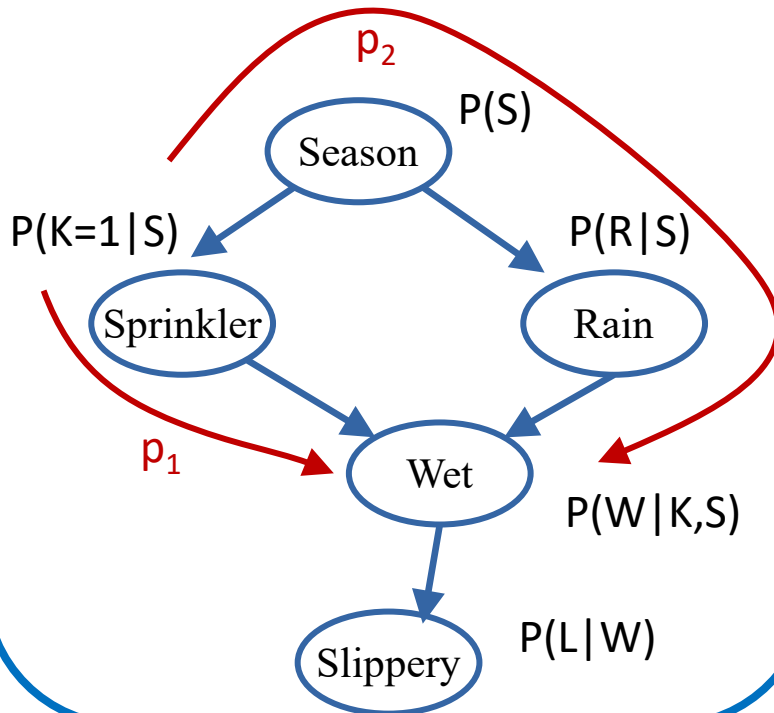 p2
P(S)
Season
P(K=1|S)
P(R|S)
Sprinkler
Rain
p1
Wet
P(W|K,S)
P(L|W)
Slippery